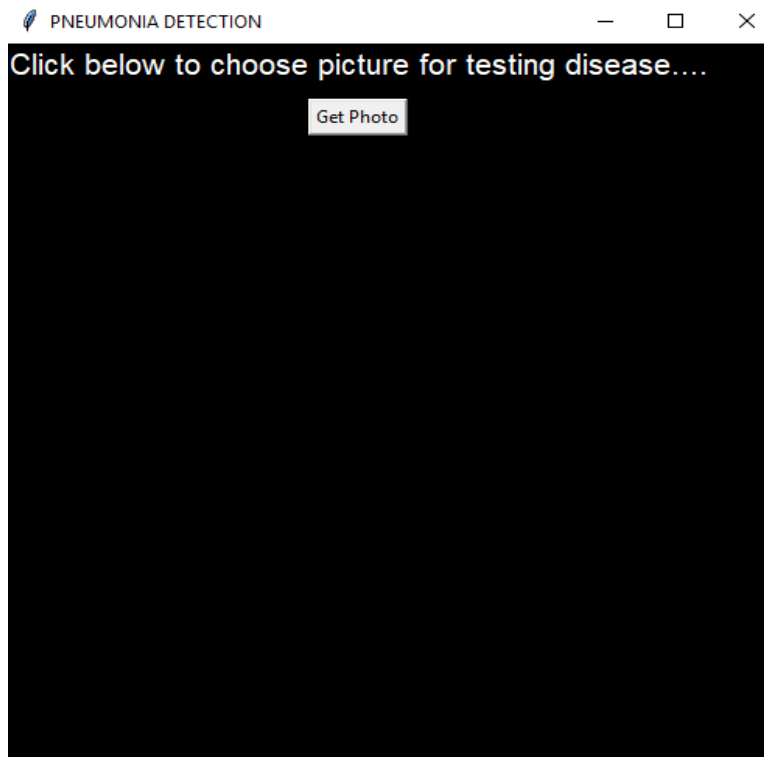 PNEUMONIA DETECTION
Click below to choose picture for testing disease....
Get Photo